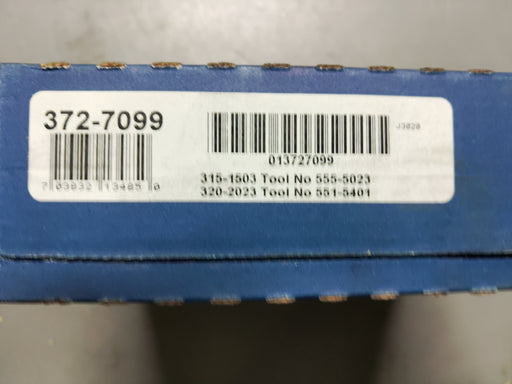 372-7099
J3020
013727099
7 03832 13485 0
315-1503 Tool No 555-5023
320-2023 Tool No 551-5401